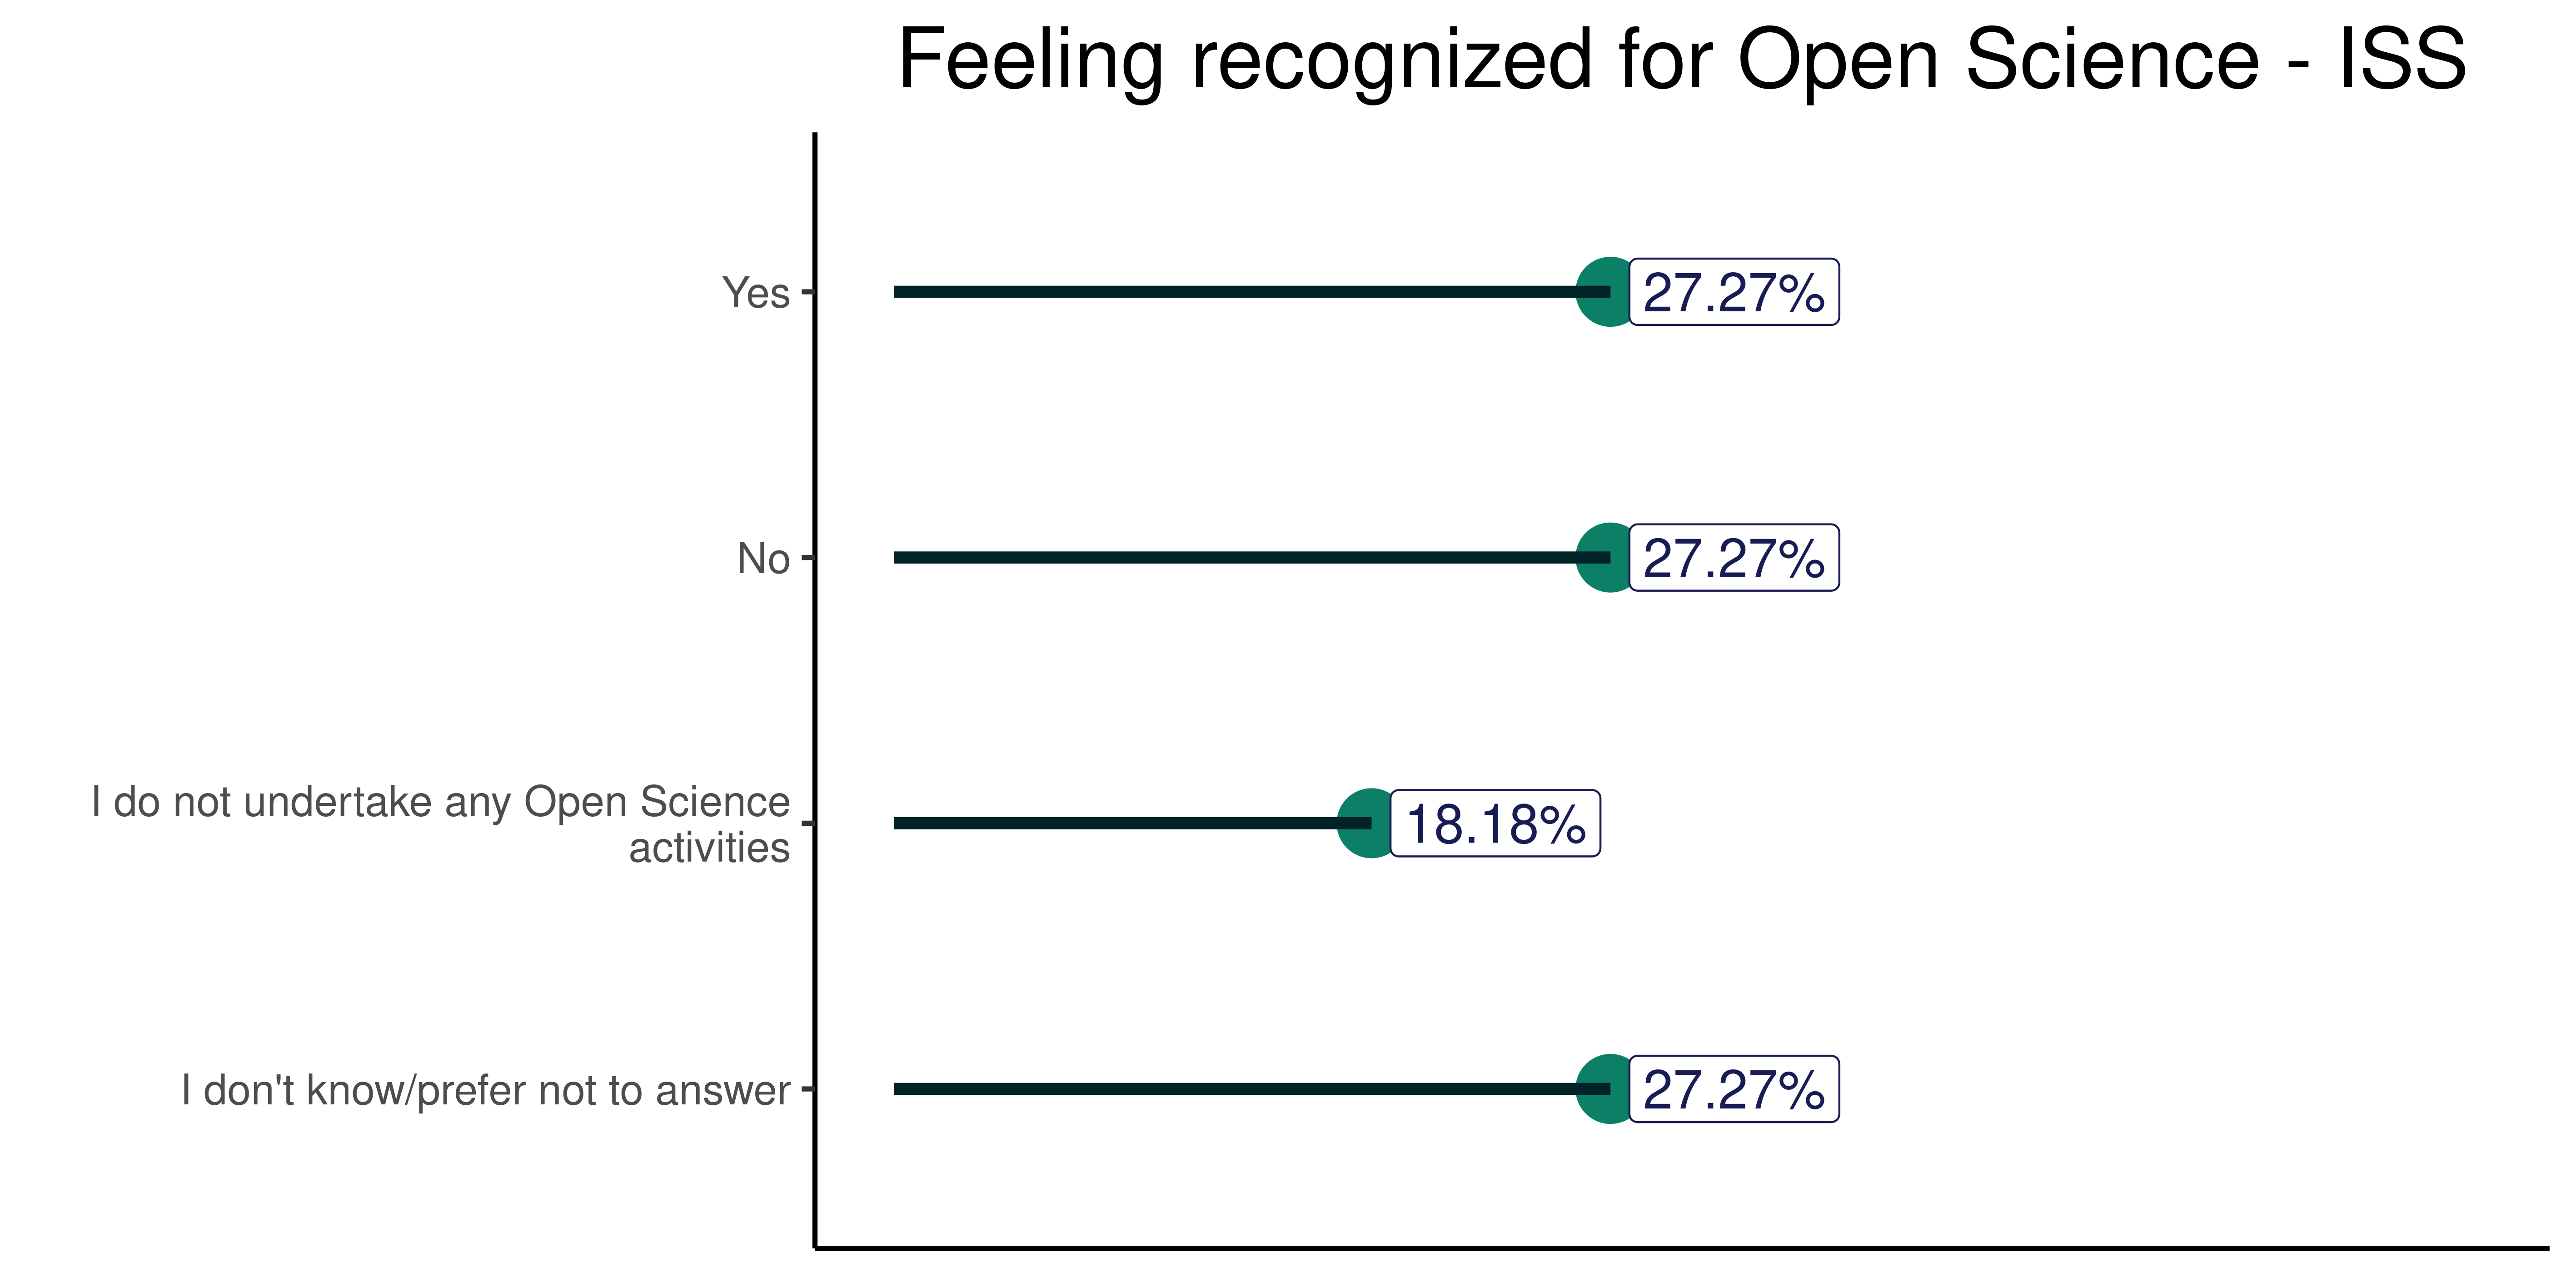 Feeling recognized for Open Science - ISS
Yes
27.27%
No
27.27%
I do not undertake any Open Science
activities
18.18%
I don't know/prefer not to answer
27.27%